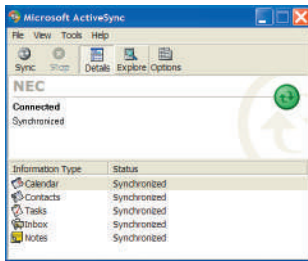 Microsoft ActiveSync
File View Tools Help
Sync Stop Details Explore Options
NEC
Connected
Synchronized
Information Type Status
Calendar Synchronized
Contacts Synchronized
Tasks Synchronized
Inbox Synchronized
Notes Synchronized